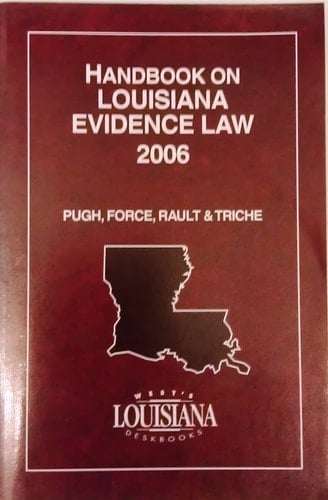 HANDBOOK ON
LOUISIANA
EVIDENCE LAW
2006
PUGH, FORCE, RAULT & TRICHE
WEST'S
LOUISIANA
DESKBOOKS